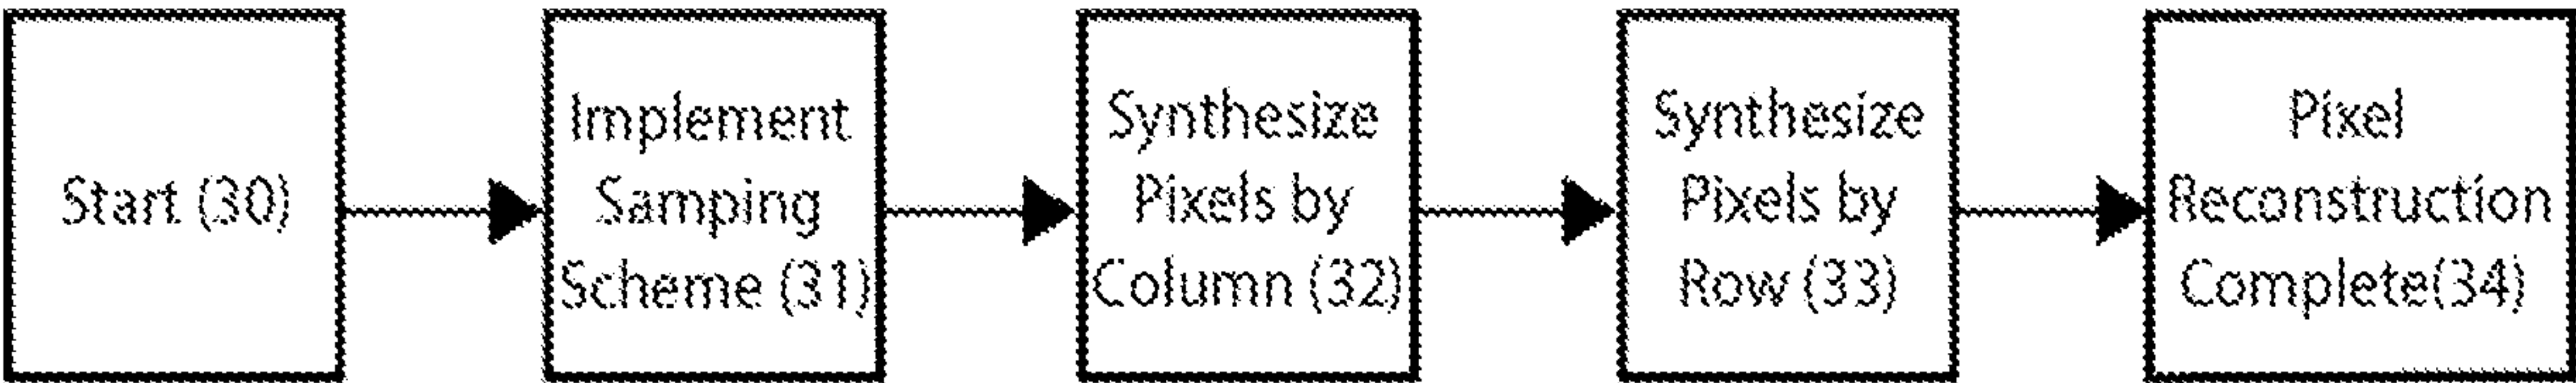 Start (30)
Implement
Samping
Scheme (31)
Synthesize
Pixels by
Column (32)
Synthesize
Pixels by
Row (33)
Pixel
Reconstruction
Complete(34)